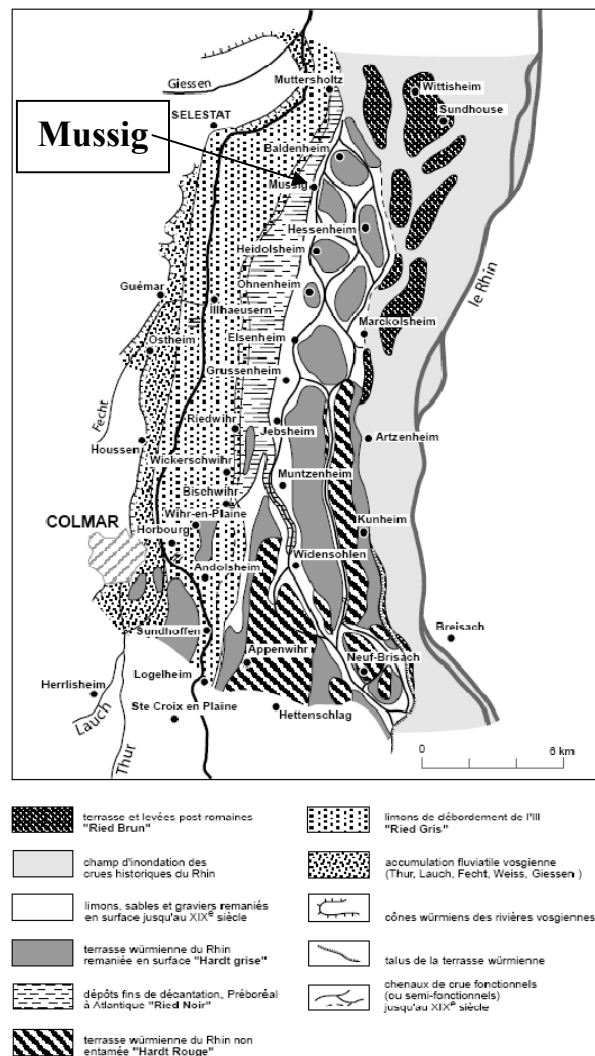 Giessen
Muttersholtz
Wittisheim
Sundhouse
SELESTAT
Mussig
Baldenheim
Mussig
Hessenheim
Heidolsheim
Ohnenheim
Guémar
Illhaeusern
le Rhin
Marckolsheim
Elsenheim
Ostheim
Grussenheim
Fecht
Riedwihr
Jebsheim
Artzenheim
Houssen
Wickerschwihr
Muntzenheim
Bischwihr
COLMAR
Wihr-en-Plaine
Horbourg
Kunheim
Widensohlen
Andolsheim
Sundhoffen
Breisach
Appenwihr
Neuf-Brisach
Logelheim
Herrlisheim
Ste Croix en Plaine
Hettenschlag
Lauch
Thur
0 6 km
terrasse et levées post-romaines
"Ried Brun"
champ d'inondation des
crues historiques du Rhin
limons, sables et graviers remaniés
en surface jusqu'au XIXe siècle
terrasse würmienne du Rhin
remaniée en surface "Hardt grise"
dépôts fins de décantation, Préboréal
à Atlantique "Ried Noir"
terrasse würmienne du Rhin non
entamée "Hardt Rouge"
limons de débordement de l'Ill
"Ried Gris"
accumulation fluviatile vosgienne
(Thur, Lauch, Fecht, Weiss, Giessen )
cônes würmiens des rivières vosgiennes
talus de la terrasse würmienne
chenaux de crue fonctionnels
(ou semi-fonctionnels)
jusqu'au XIXe siècle